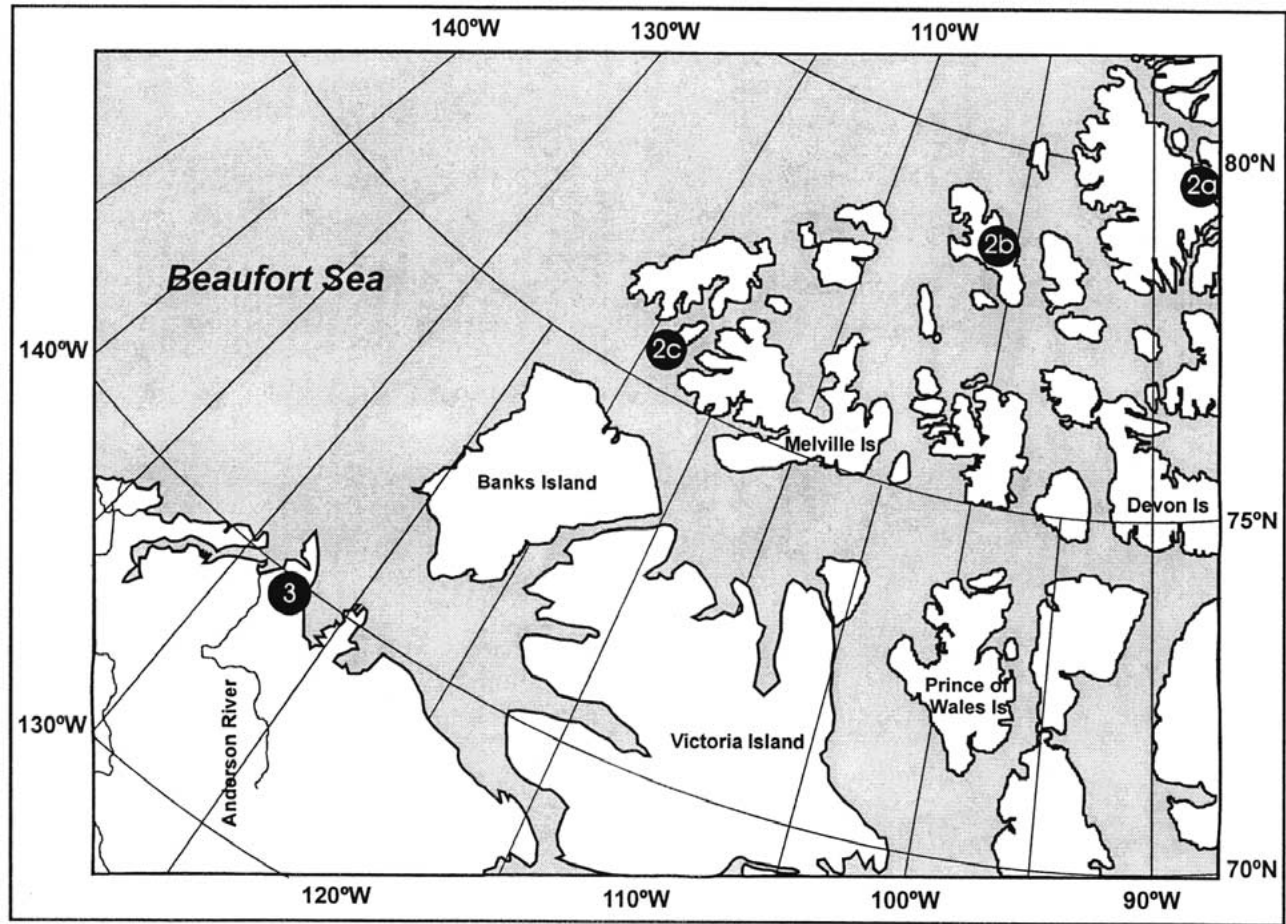 140ºW
130ºW
110ºW
80ºN
2a
2b
Beaufort Sea
140ºW
2c
Melville Is
Banks Island
Devon Is
75ºN
3
Prince of
Wales Is
130ºW
Anderson River
Victoria Island
70ºN
120ºW
110ºW
100ºW
90ºW